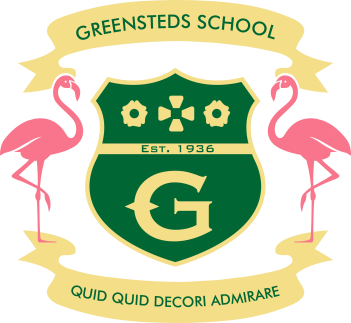 GREENSTEDS SCHOOL
EST. 1936
G
QUID QUID DECORI ADMIRARE